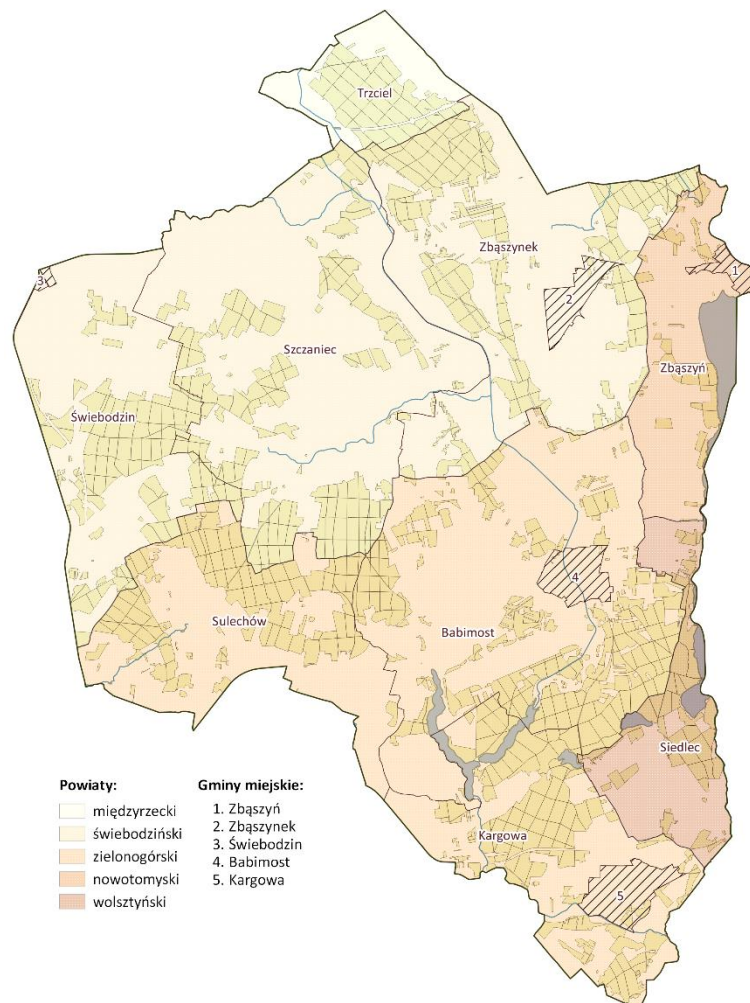 Trzciel
Zbąszynek
1
2
3
Szczaniec
Zbąszyń
Świebodzin
4
Sulechów
Babimost
Siedlec
Kargowa
5
Powiaty:
międzyrzecki
świebodziński
zielonogórski
nowotomyski
wolsztyński
Gminy miejskie:
1. Zbąszyń
2. Zbąszynek
3. Świebodzin
4. Babimost
5. Kargowa